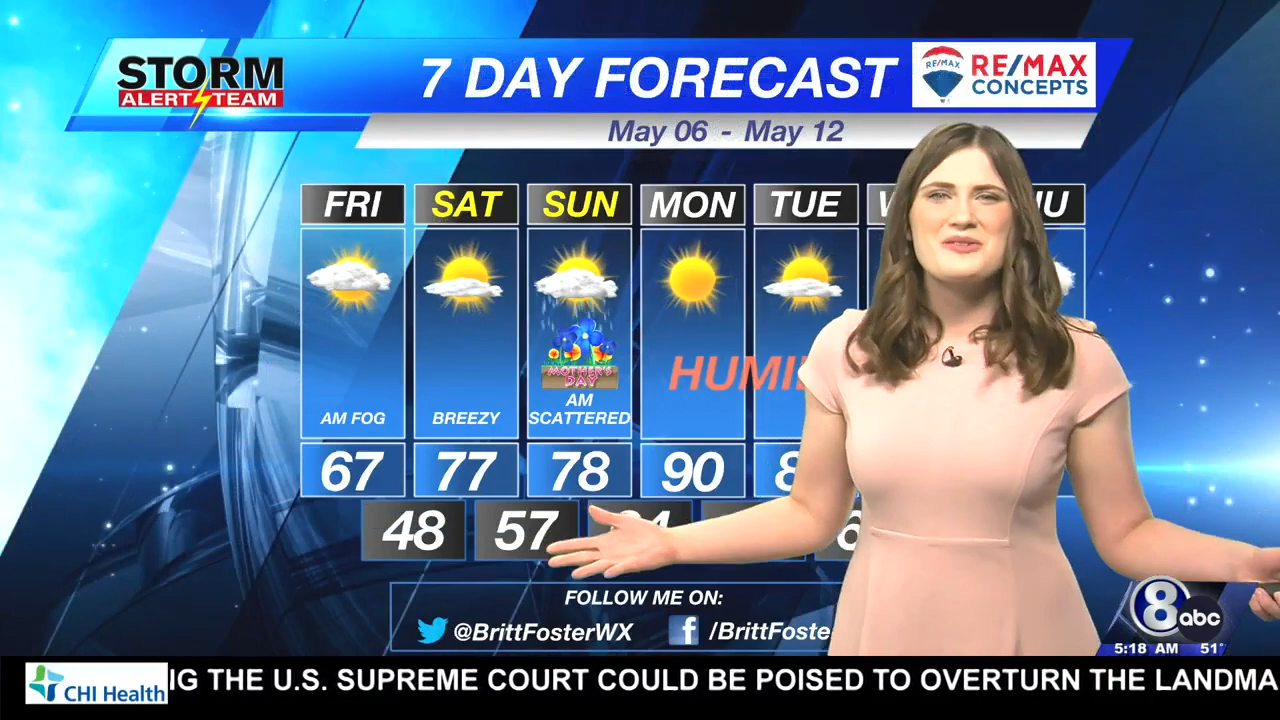 STORM
ALERT TEAM
7 DAY FORECAST
RE/MAX
RE/MAX
CONCEPTS
May 06 - May 12
FRI
SAT
SUN
MON
TUE
AM FOG
BREEZY
MOTHER'S
DAY
AM
SCATTERED
67
77
78
90
48
57
FOLLOW ME ON:
@BrittFosterWX
/BrittFoste
8 abc
5:18 AM 51°
CHI Health
IG THE U.S. SUPREME COURT COULD BE POISED TO OVERTURN THE LANDMA